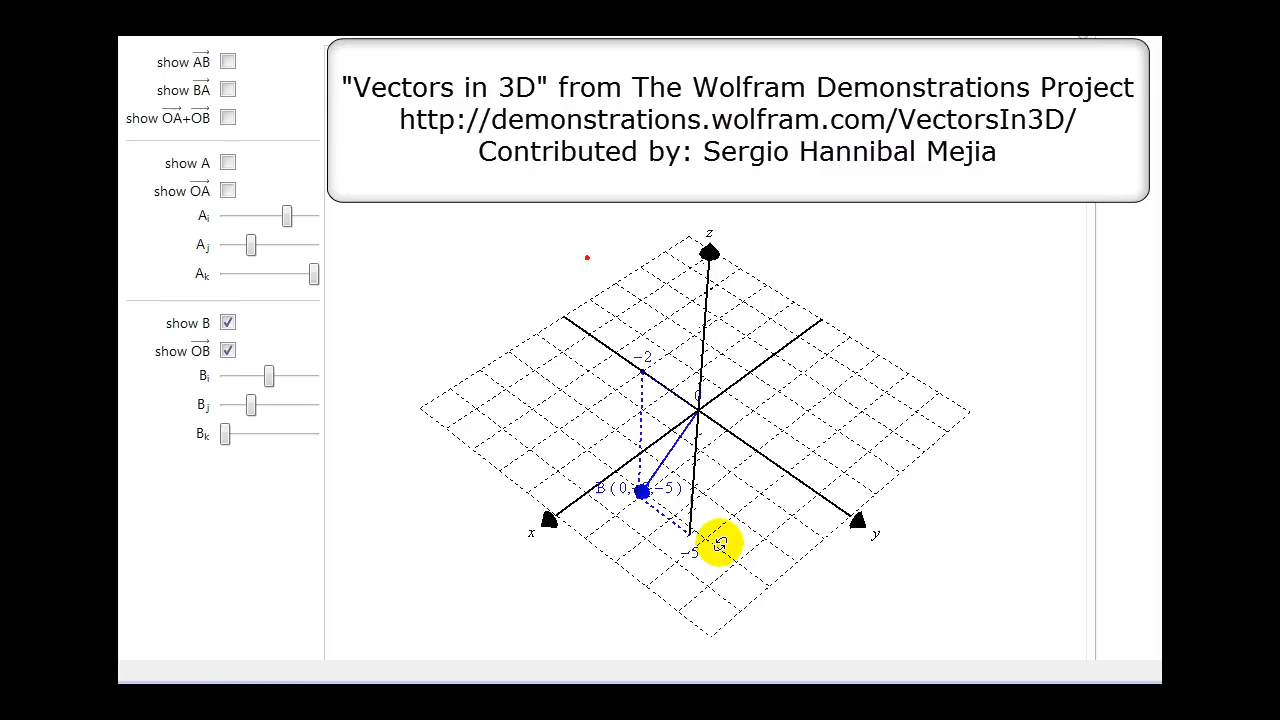 show AB
show BA
show OA+OB
show A
show OA
Ai
Aj
Ak
show B
show OB
Bi
Bj
Bk
"Vectors in 3D" from The Wolfram Demonstrations Project
http://demonstrations.wolfram.com/VectorsIn3D/
Contributed by: Sergio Hannibal Mejia
z
−2
0
−5)
x
y
−5